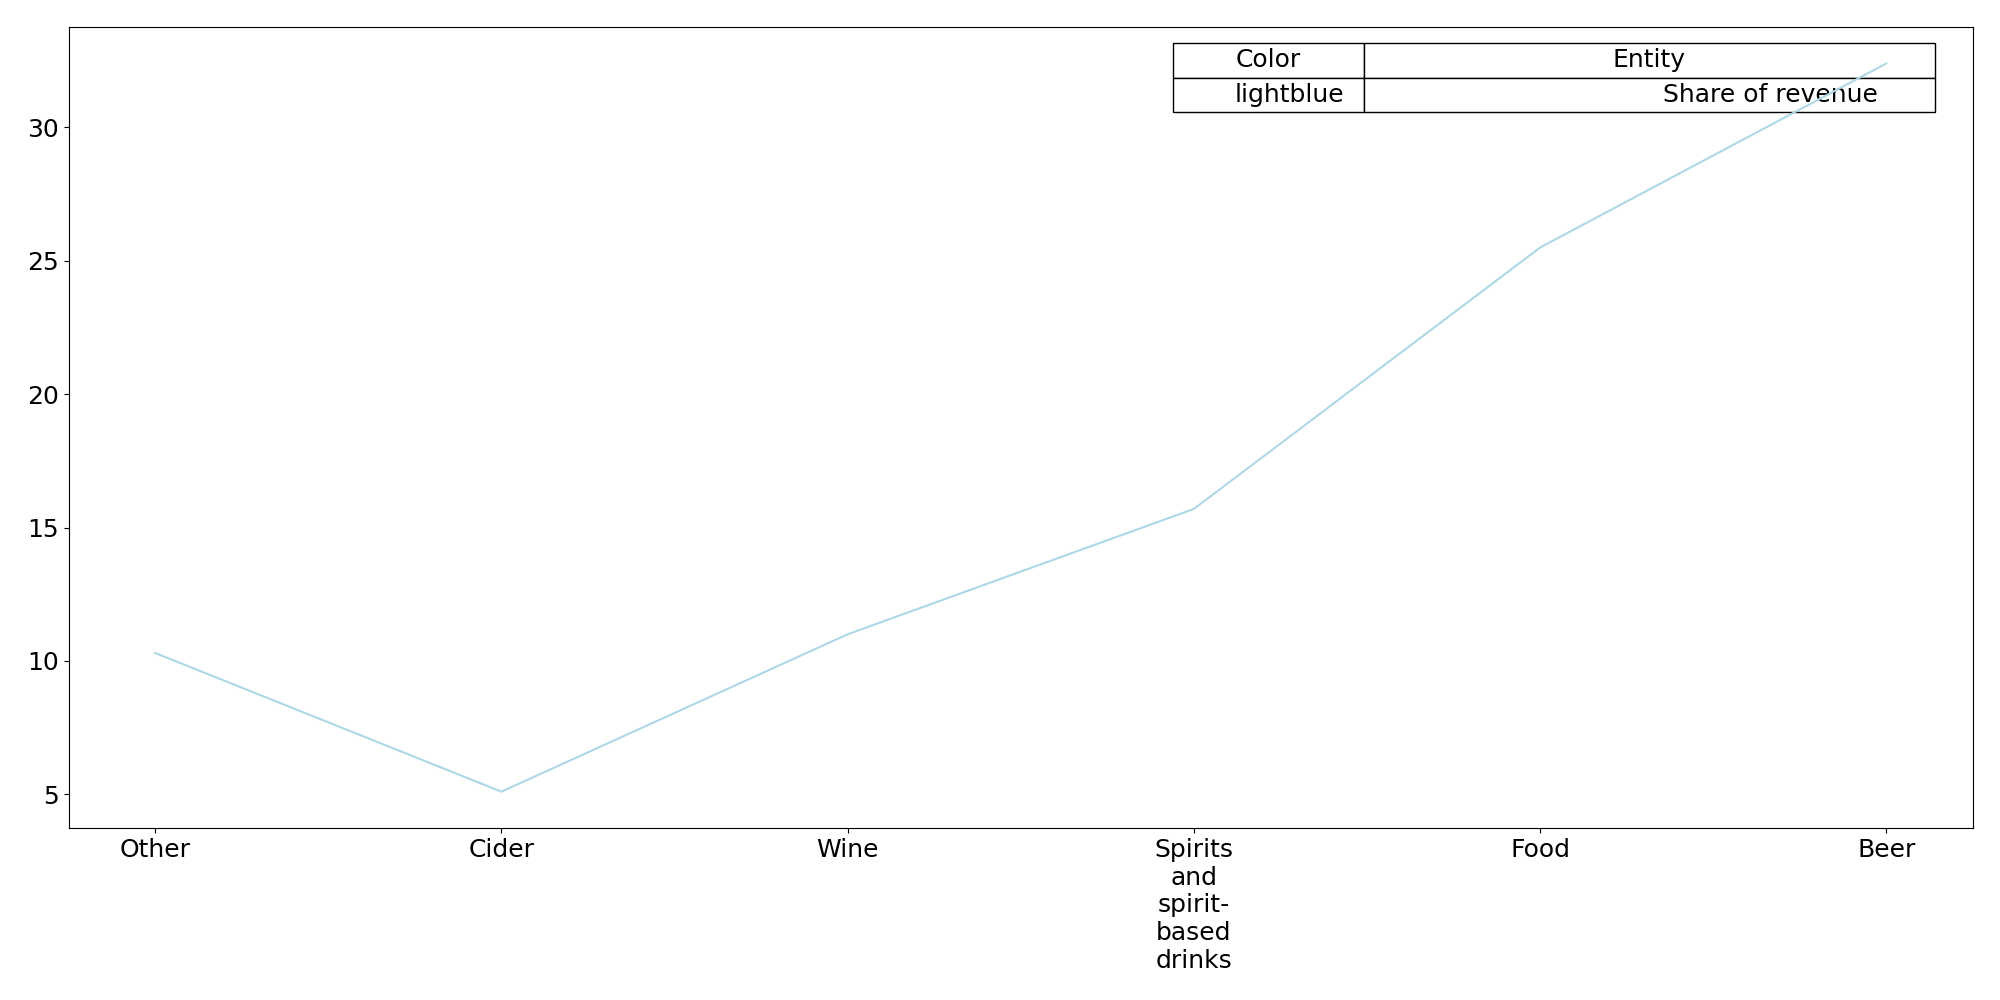 Color Entity
lightblue Share of revenue
30
25
20
15
10
5
Other Cider Wine Spirits Food Beer
and
spirit-
based
drinks